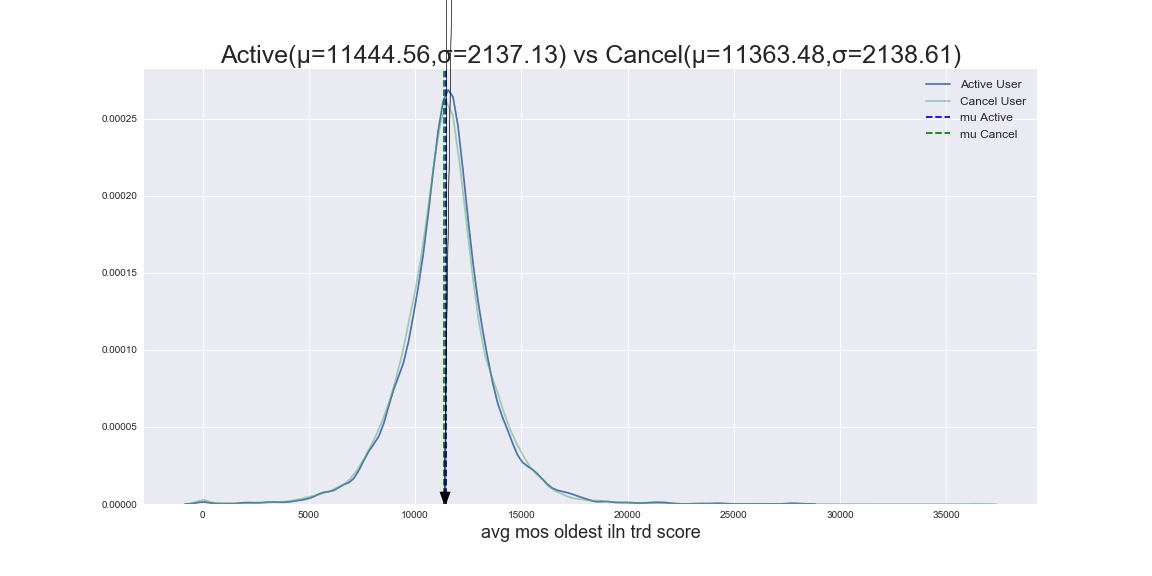 Active(μ=11444.56,σ=2137.13) vs Cancel(μ=11363.48,σ=2138.61)
Active User
Cancel User
mu Active
mu Cancel
0.00025
0.00020
0.00015
0.00010
0.00005
0.00000
0 5000 10000 15000 20000 25000 30000 35000
avg mos oldest iln trd score